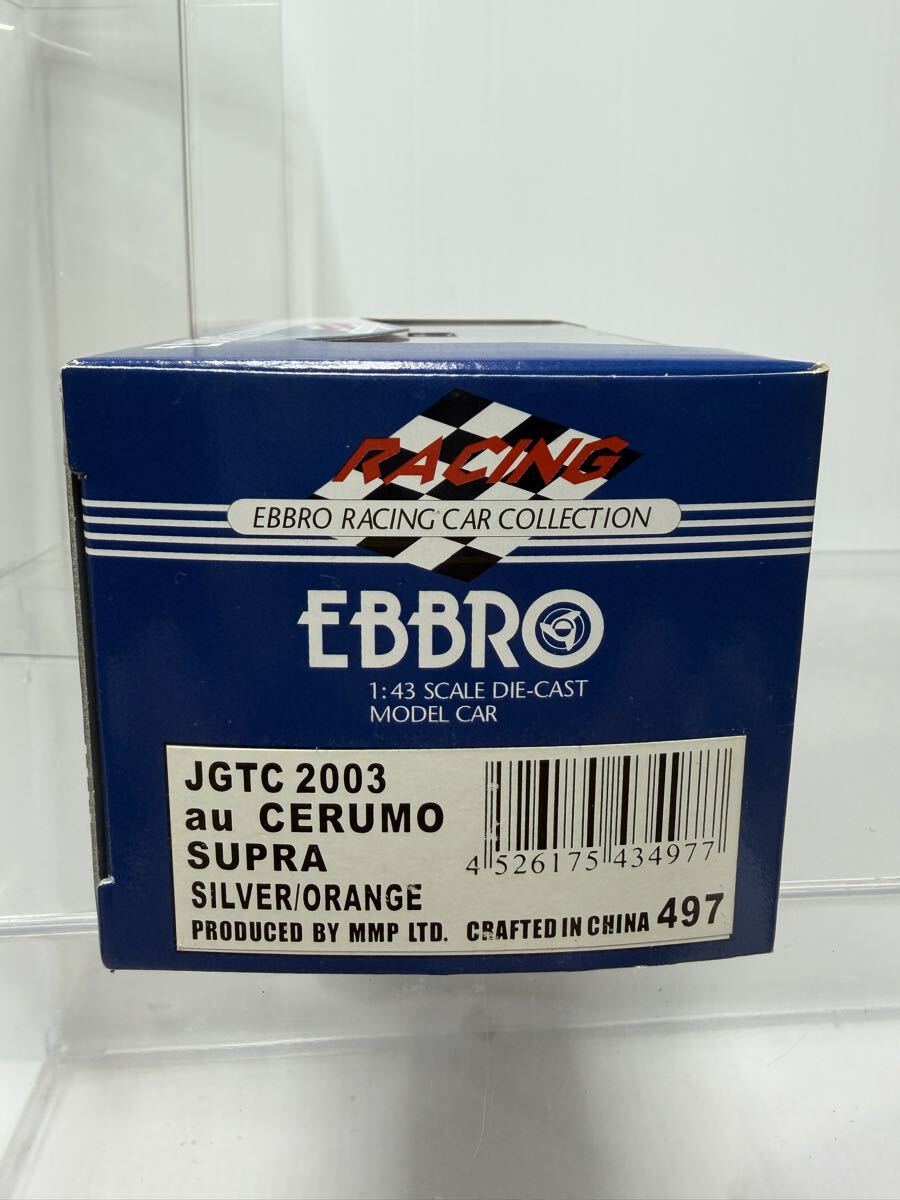 RACING
EBBRO RACING CAR COLLECTION
EBBRO
1:43 SCALE DIE-CAST
MODEL CAR
JGTC 2003
au CERUMO
SUPRA
SILVER/ORANGE
4 526175 434977
PRODUCED BY MMP LTD. CRAFTED IN CHINA 497